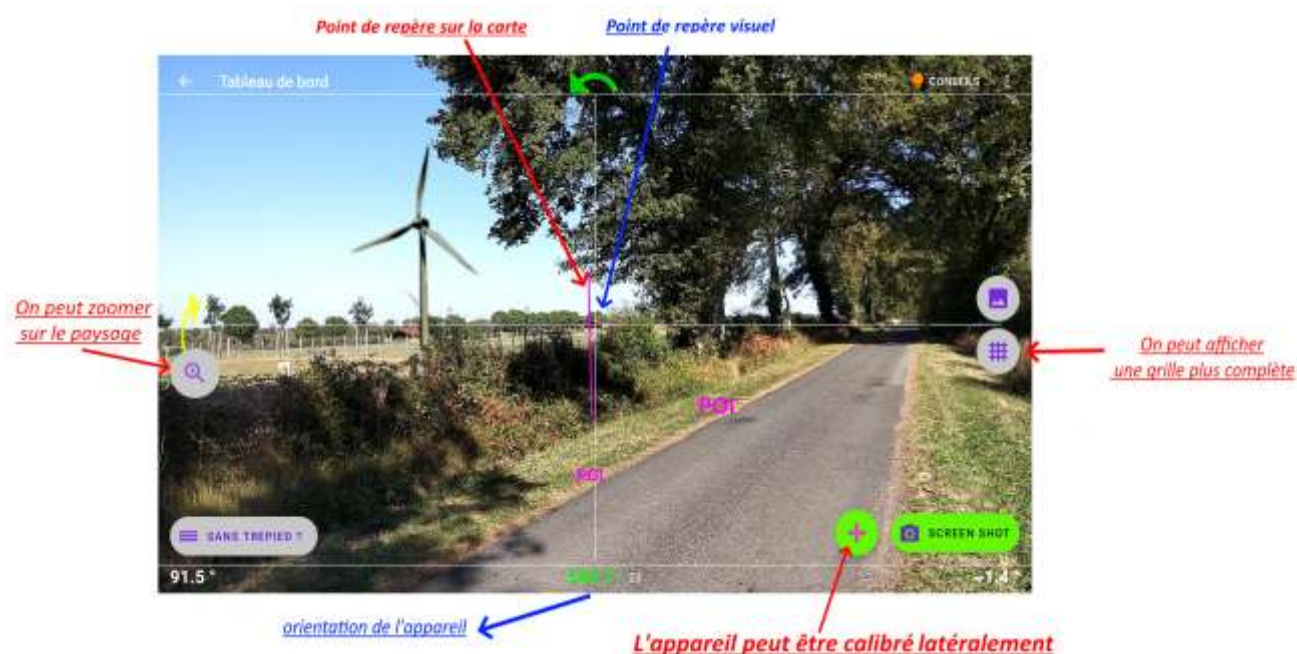 Point de repère sur la carte
Point de repère visuel
Tableau de bord
CONSEILS
On peut zoomer
sur le paysage
On peut afficher
une grille plus complète
POI
POI
SANS TREPIED ?
SCREEN SHOT
91.5 °
-1.4 °
orientation de l'appareil
L'appareil peut être calibré latéralement